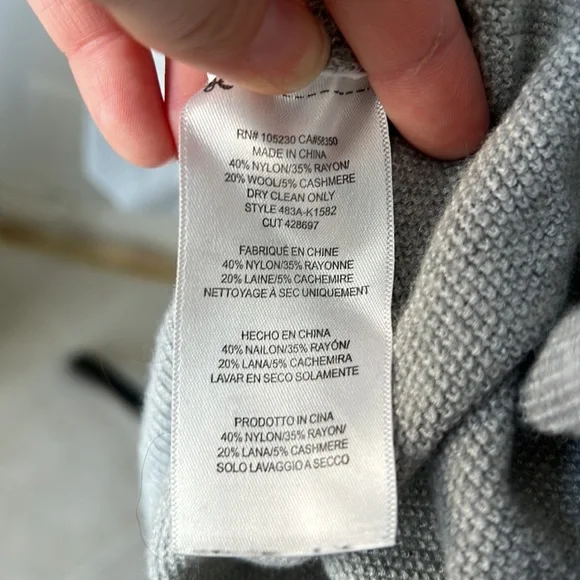 RN# 105230 CA#58350
MADE IN CHINA
40% NYLON/35% RAYON/
20% WOOL/5% CASHMERE
DRY CLEAN ONLY
STYLE 483A-K1582
CUT 428697
FABRIQUÉ EN CHINE
40% NYLON/35% RAYONNE
20% LAINE/5% CACHEMIRE
NETTOYAGE À SEC UNIQUEMENT
HECHO EN CHINA
40% NAILON/35% RAYÓN/
20% LANA/5% CACHEMIRA
LAVAR EN SECO SOLAMENTE
PRODOTTO IN CINA
40% NYLON/35% RAYON/
20% LANA/5% CASHMERE
SOLO LAVAGGIO A SECCO